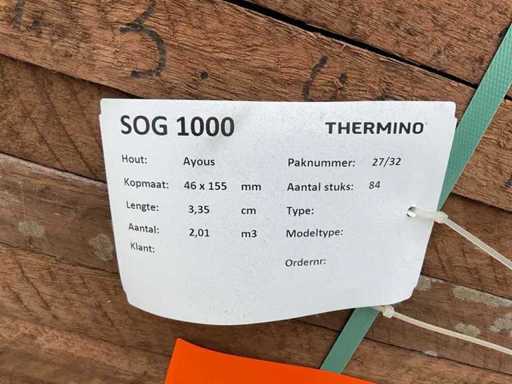 3.
SOG 1000 THERMINO
Hout: Ayous Paknummer: 27/32
Kopmaat: 46 x 155 mm Aantal stuks: 84
Lengte: 3,35 cm Type:
Aantal: 2,01 m3 Modeltype:
Klant:
Ordernr: